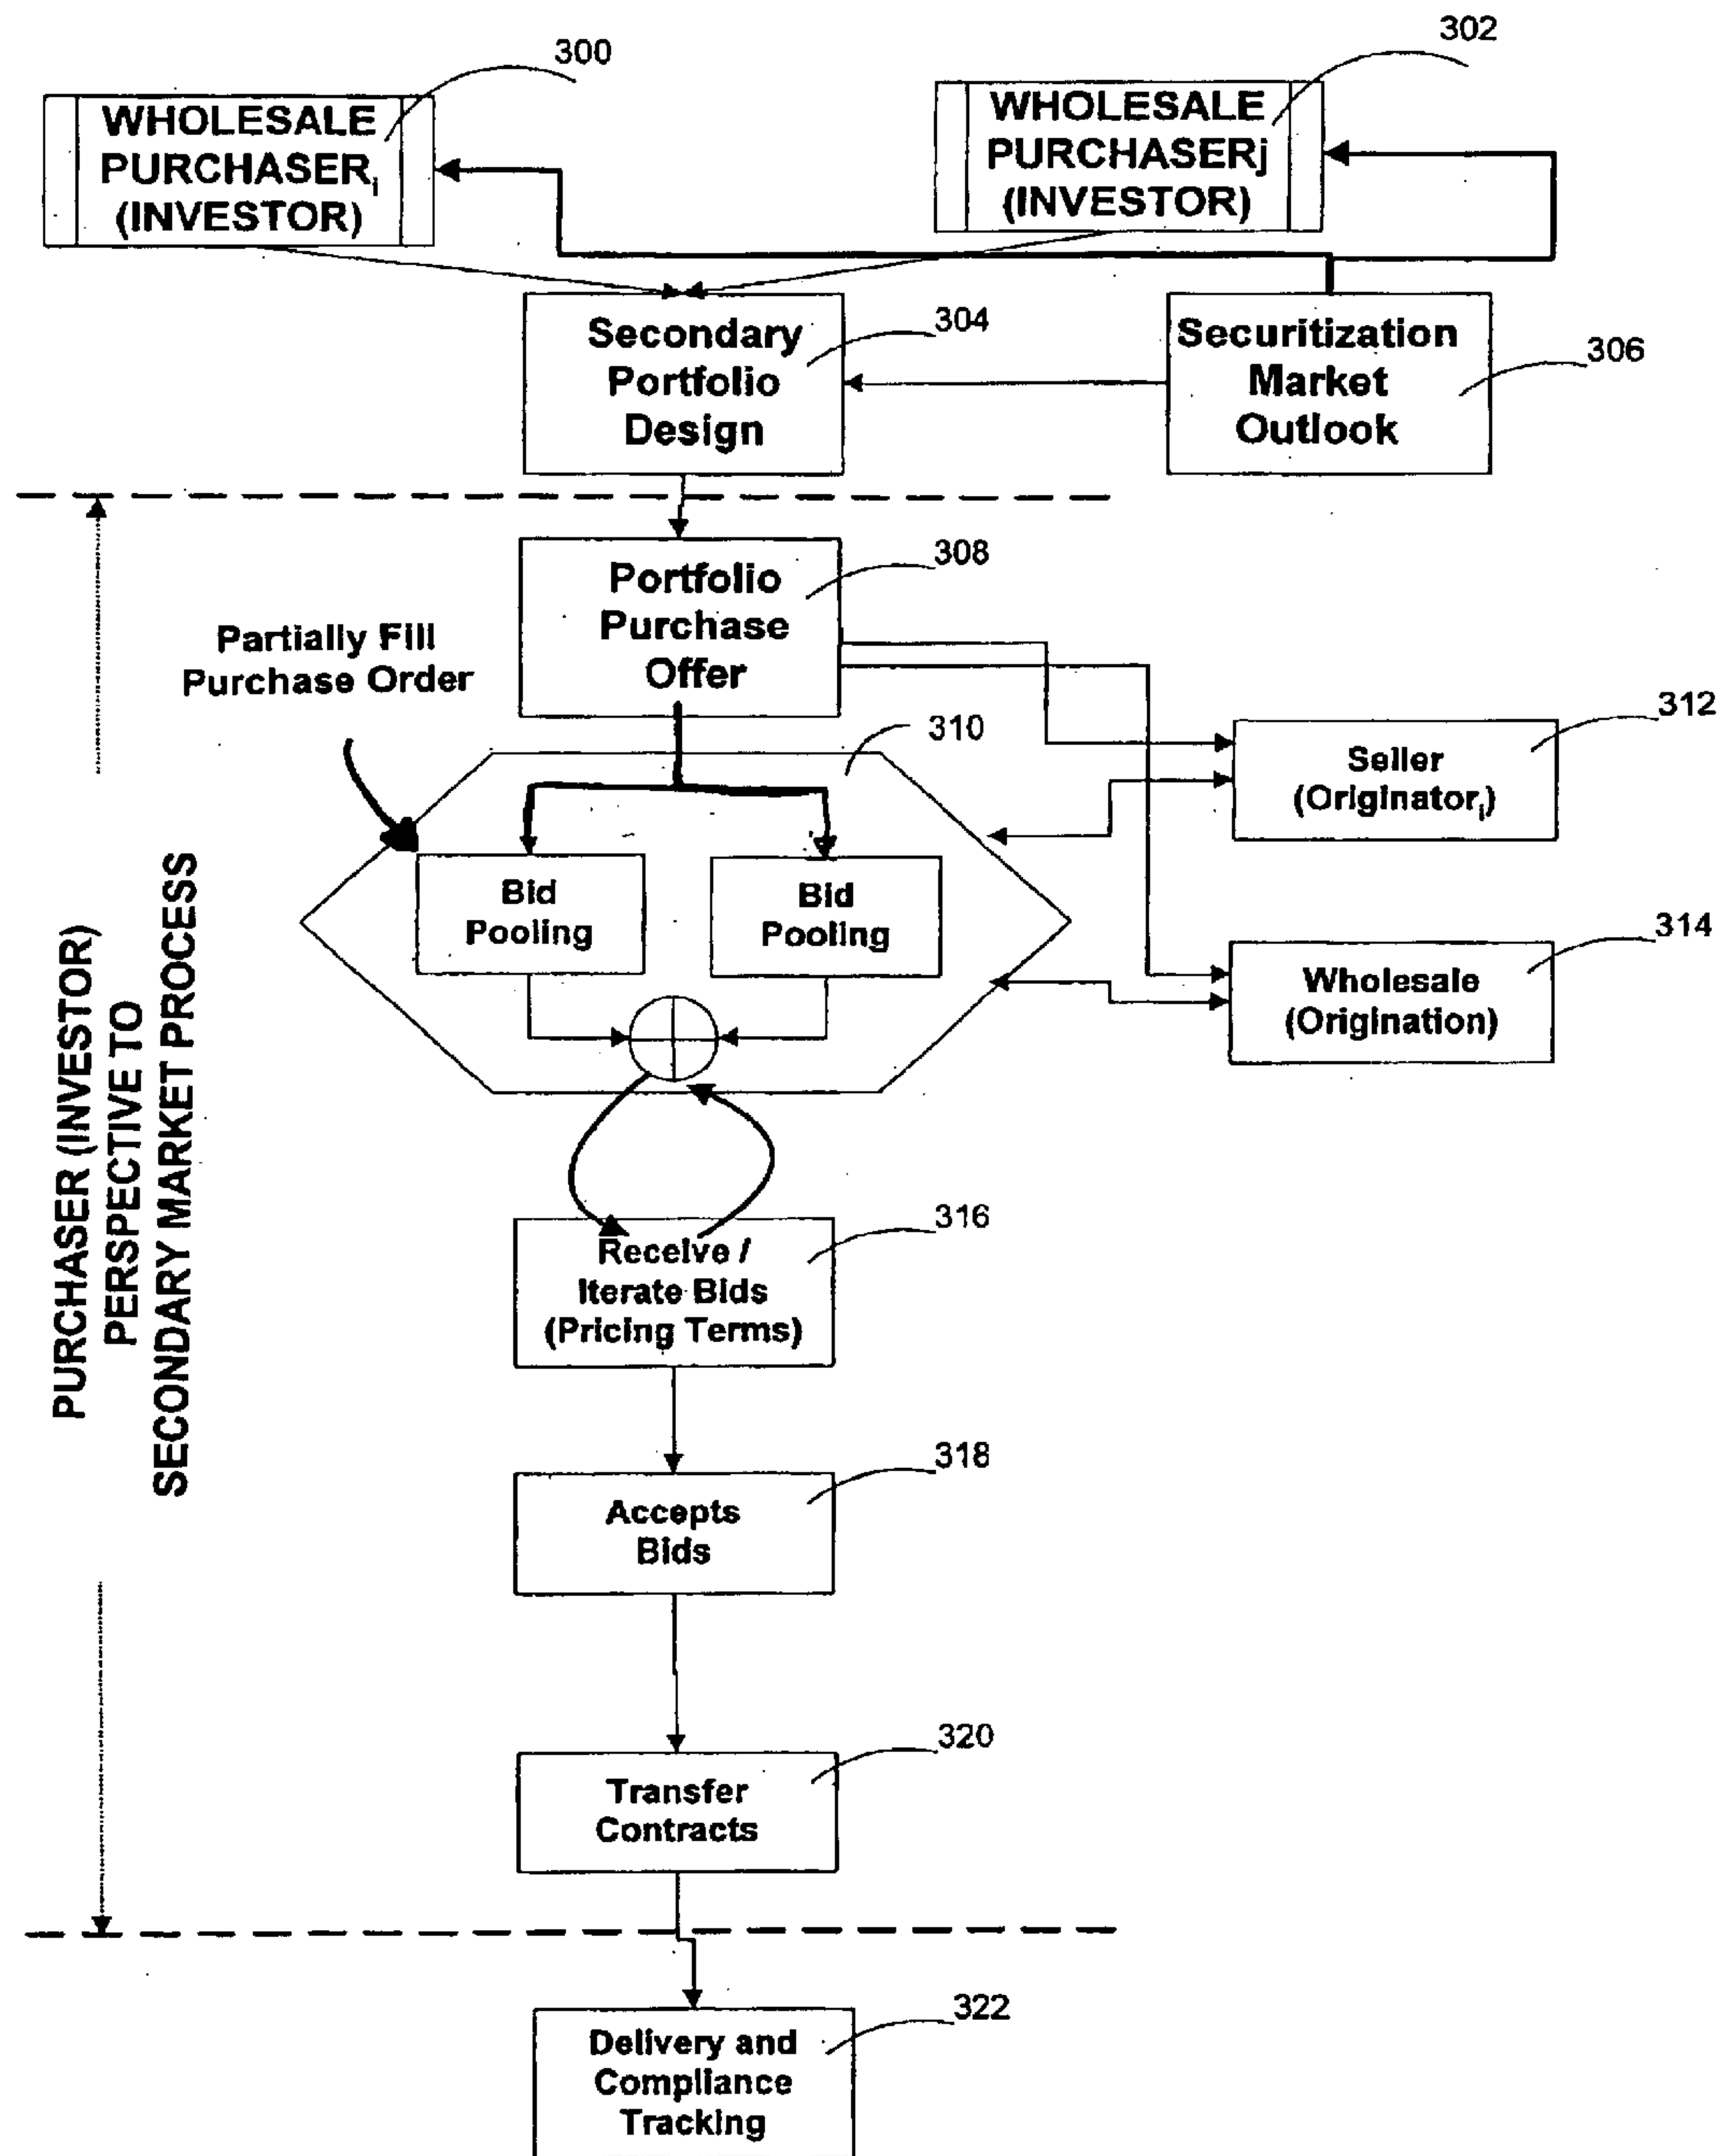 300
302
WHOLESALE
PURCHASERi
(INVESTOR)
WHOLESALE
PURCHASERj
(INVESTOR)
304
Secondary
Portfolio
Design
306
Securitization
Market
Outlook
308
Portfolio
Purchase
Offer
Partially Fill
Purchase Order
310
312
Seller
(Originatori)
Bid
Pooling
Bid
Pooling
314
Wholesale
(Origination)
PURCHASER (INVESTOR)
PERSPECTIVE TO
SECONDARY MARKET PROCESS
316
Receive /
Iterate Bids
(Pricing Terms)
318
Accepts
Bids
320
Transfer
Contracts
322
Delivery and
Compliance
Tracking